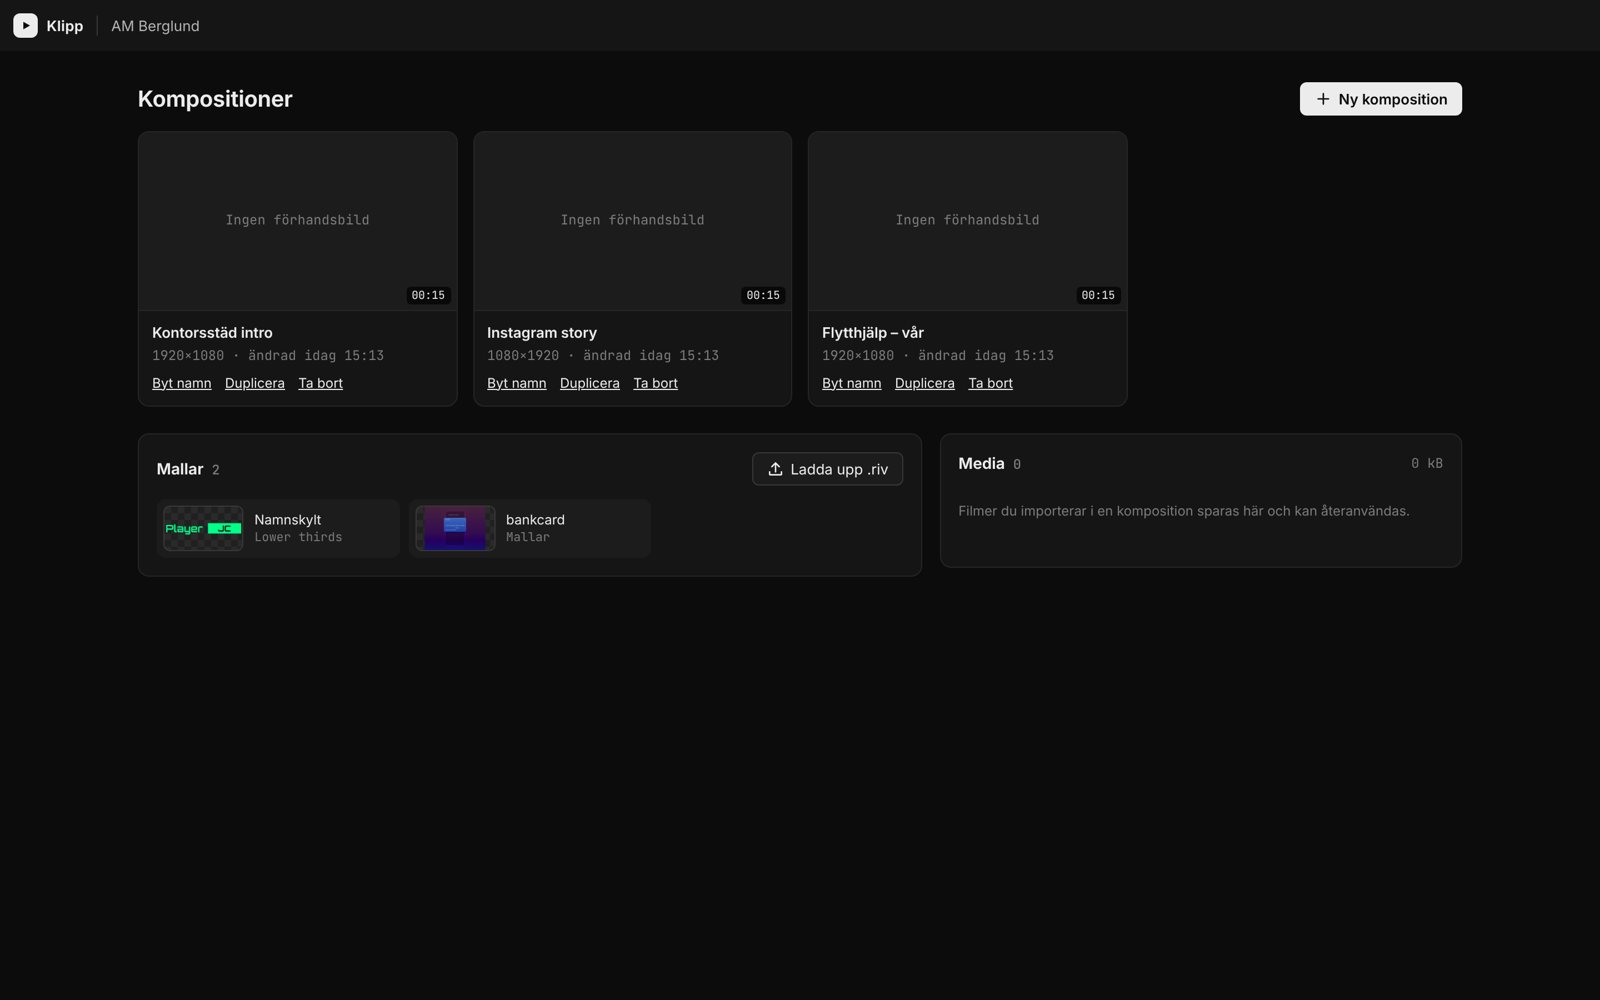 Klipp
AM Berglund
Kompositioner
Ny komposition
Ingen förhandsbild
00:15
Kontorsstäd intro
1920×1080 · ändrad idag 15:13
Byt namn Duplicera Ta bort
Ingen förhandsbild
00:15
Instagram story
1080×1920 · ändrad idag 15:13
Byt namn Duplicera Ta bort
Ingen förhandsbild
00:15
Flytthjälp – vår
1920×1080 · ändrad idag 15:13
Byt namn Duplicera Ta bort
Mallar 2
Ladda upp .riv
Player JC
Namnskylt
Lower thirds
bankcard
Mallar
Media 0
0 kB
Filmer du importerar i en komposition sparas här och kan återanvändas.